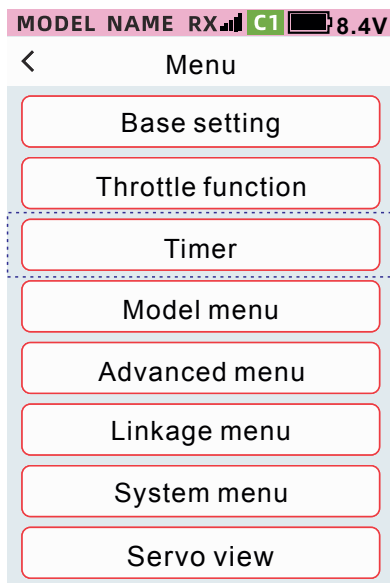 MODEL NAME RX C1 8.4V
Menu
Base setting
Throttle function
Timer
Model menu
Advanced menu
Linkage menu
System menu
Servo view